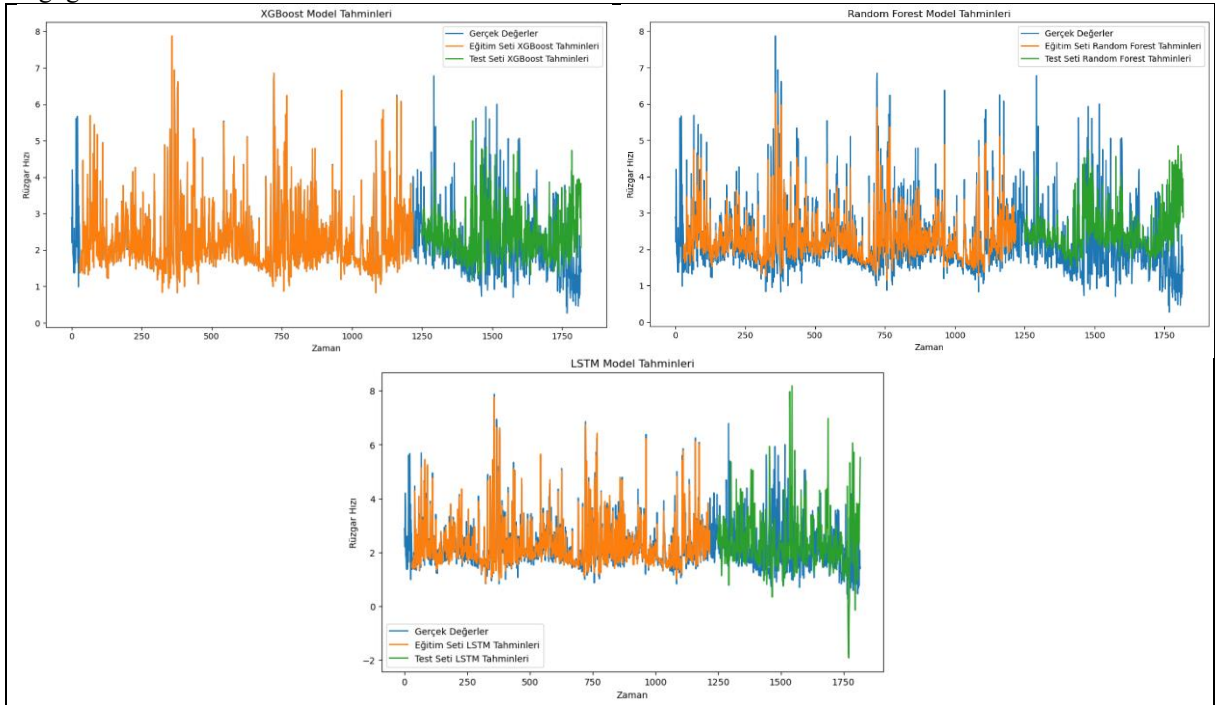 XGBoost Model Tahminleri
Gerçek Değerler
Eğitim Seti XGBoost Tahminleri
Test Seti XGBoost Tahminleri
Rüzgar Hızı
8
7
6
5
4
3
2
1
0
0 250 500 750 1000 1250 1500 1750
Zaman
Random Forest Model Tahminleri
Gerçek Değerler
Eğitim Seti Random Forest Tahminleri
Test Seti Random Forest Tahminleri
Rüzgar Hızı
8
7
6
5
4
3
2
1
0
0 250 500 750 1000 1250 1500 1750
Zaman
LSTM Model Tahminleri
Rüzgar Hızı
8
6
4
2
0
−2
Gerçek Değerler
Eğitim Seti LSTM Tahminleri
Test Seti LSTM Tahminleri
0 250 500 750 1000 1250 1500 1750
Zaman